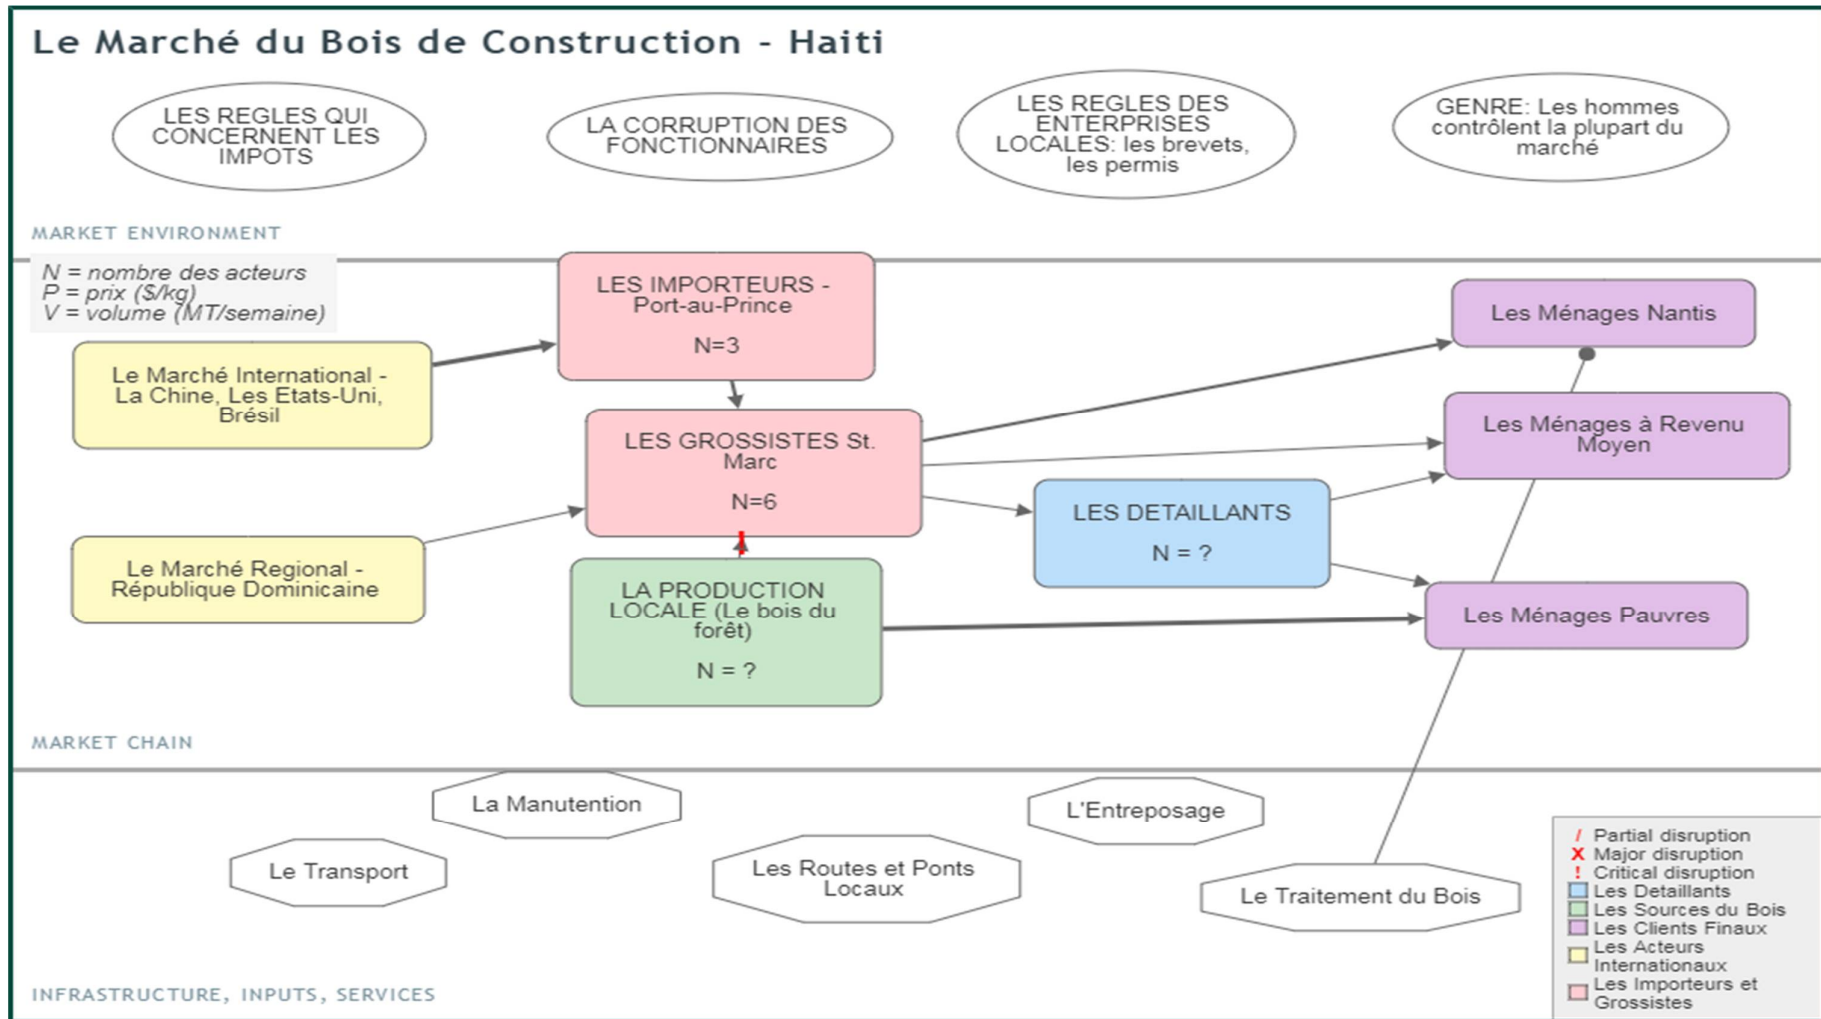 Le Marché du Bois de Construction - Haiti
LES REGLES QUI
CONCERNENT LES
IMPOTS
LA CORRUPTION DES
FONCTIONNAIRES
LES REGLES DES
ENTERPRISES
LOCALES: les brevets,
les permis
GENRE: Les hommes
contrôlent la plupart du
marché
MARKET ENVIRONMENT
N = nombre des acteurs
P = prix ($/kg)
V = volume (MT/semaine)
LES IMPORTEURS -
Port-au-Prince
N=3
Les Ménages Nantis
Le Marché International -
La Chine, Les Etats-Uni,
Brésil
LES GROSSISTES St.
Marc
N=6
Les Ménages à Revenu
Moyen
LES DETAILLANTS
N = ?
Le Marché Regional -
République Dominicaine
!
LA PRODUCTION
LOCALE (Le bois du
forêt)
N = ?
Les Ménages Pauvres
MARKET CHAIN
La Manutention
L'Entreposage
Le Transport
Les Routes et Ponts
Locaux
Le Traitement du Bois
/ Partial disruption
X Major disruption
! Critical disruption
Les Detaillants
Les Sources du Bois
Les Clients Finaux
Les Acteurs
Internationaux
Les Importeurs et
Grossistes
INFRASTRUCTURE, INPUTS, SERVICES